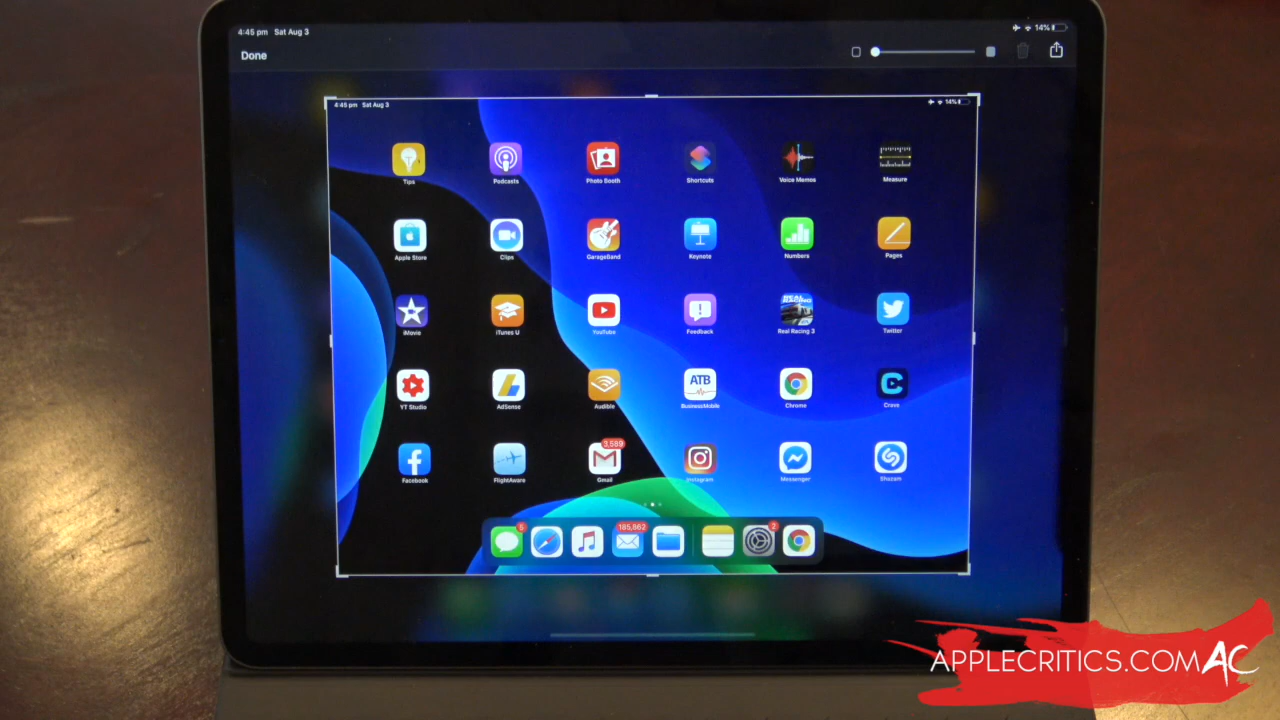 4:45 pm Sat Aug 3
14%
Done
4:45 pm Sat Aug 3
14%
Tips
Podcasts
Photo Booth
Shortcuts
Voice Memos
Measure
Apple Store
Clips
GarageBand
Keynote
Numbers
Pages
iMovie
iTunes U
YouTube
Feedback
REAL RACING
Real Racing 3
Twitter
YT Studio
AdSense
Audible
ATB
BusinessMobile
Chrome
Crovs
3,589
Facebook
FlightAware
Gmail
Instagram
Messenger
Shazam
5
185,862
2
APPLECRITICS.COM AC